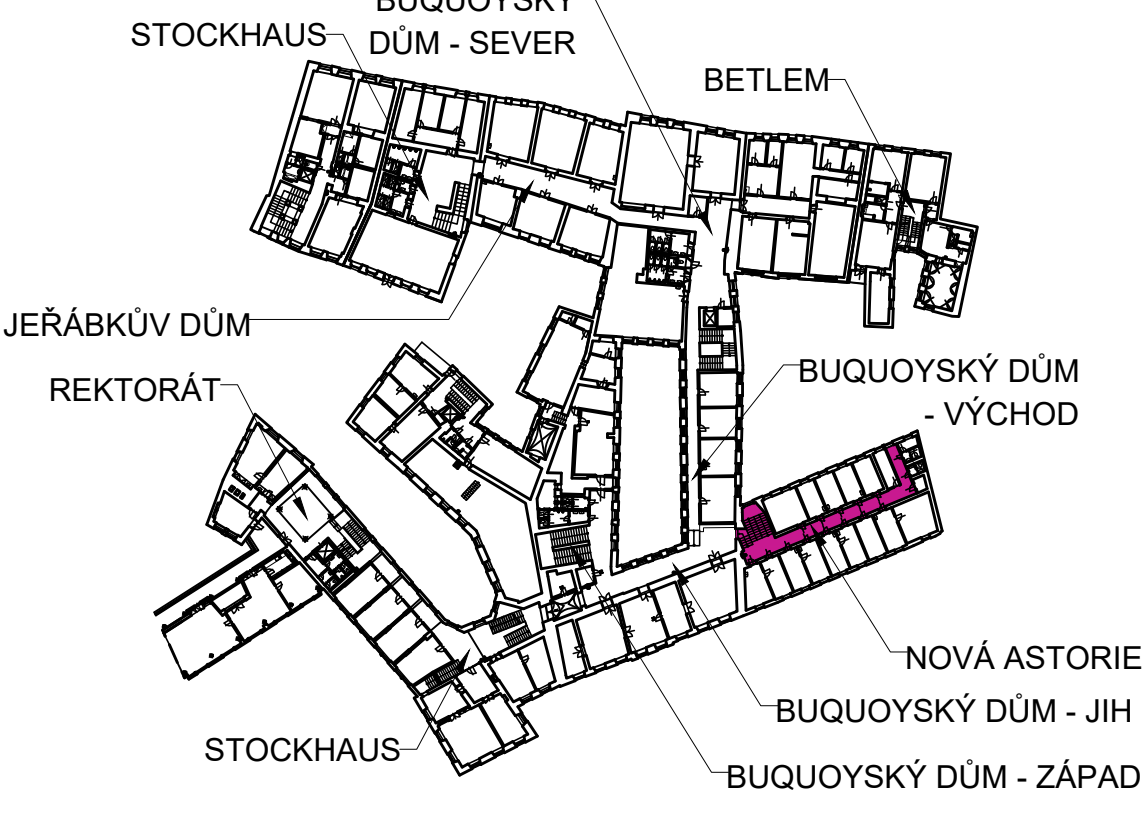 BUQUOYSKÝ
DŮM - SEVER
STOCKHAUS
BETLEM
JEŘÁBKŮV DŮM
REKTORÁT
BUQUOYSKÝ DŮM
- VÝCHOD
NOVÁ ASTORIE
BUQUOYSKÝ DŮM - JIH
STOCKHAUS
BUQUOYSKÝ DŮM - ZÁPAD